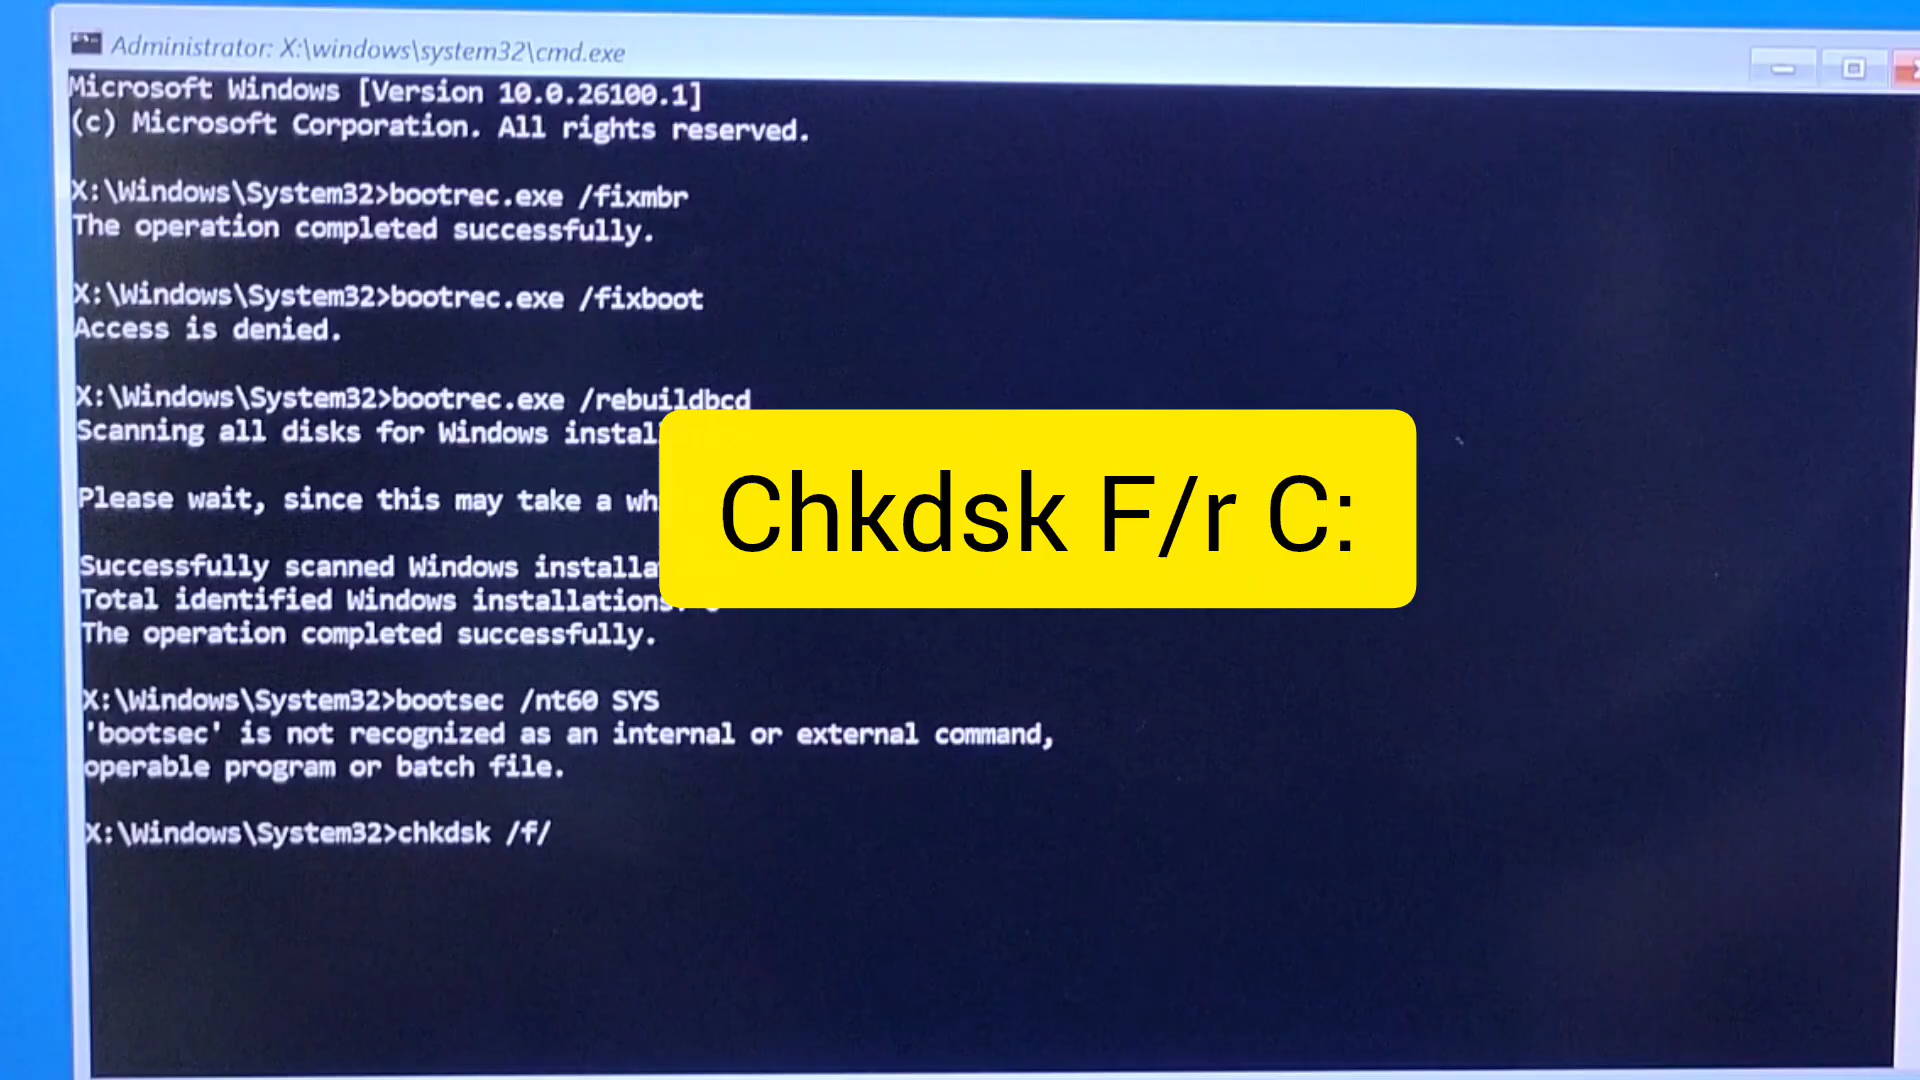 Administrator: X:\windows\system32\cmd.exe
Microsoft Windows [Version 10.0.26100.1]
(c) Microsoft Corporation. All rights reserved.
X:\Windows\System32>bootrec.exe /fixmbr
The operation completed successfully.
X:\Windows\System32>bootrec.exe /fixboot
Access is denied.
X:\Windows\System32>bootrec.exe /rebuildbcd
Scanning all disks for Windows instal
Please wait, since this may take a wh
Chkdsk F/r C:
Successfully scanned Windows installa
Total identified Windows installations:
The operation completed successfully.
X:\Windows\System32>bootsec /nt60 SYS
'bootsec' is not recognized as an internal or external command,
operable program or batch file.
X:\Windows\System32>chkdsk /f/